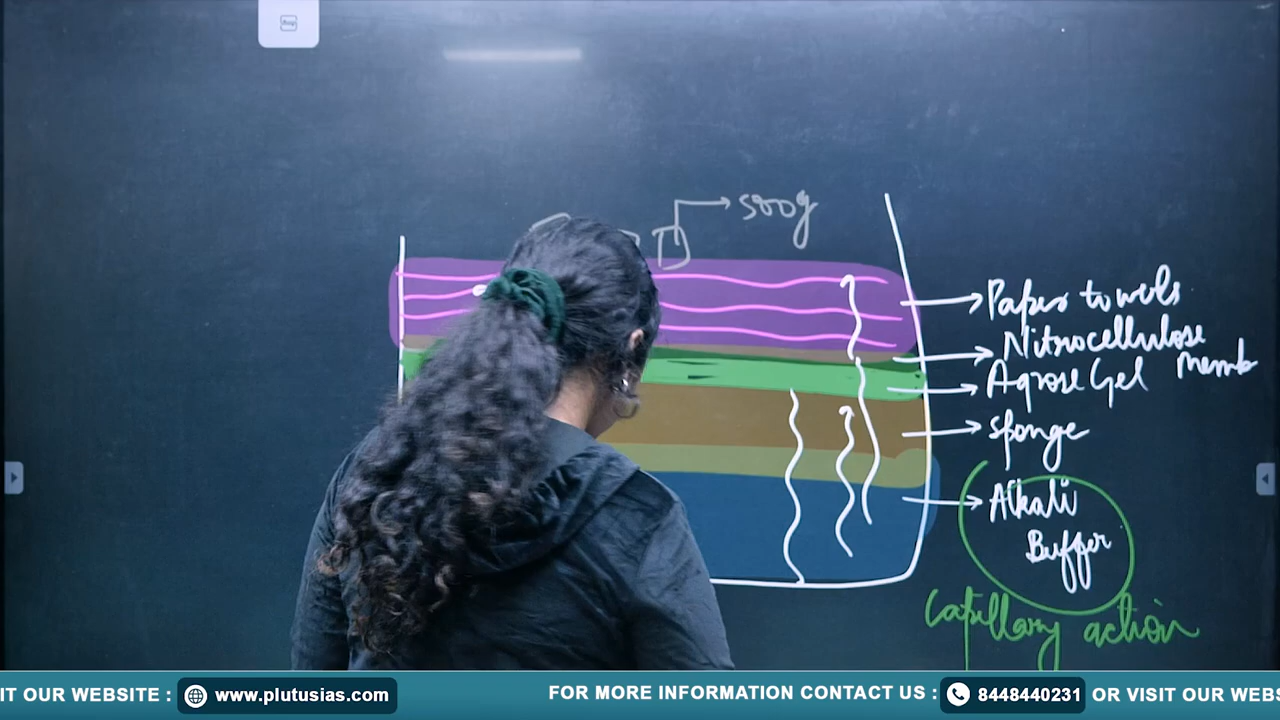 500g
Paper towels
Nitrocellulose
Memb
Agrose Gel
sponge
Alkali
Buffer
Capillary action
IT OUR WEBSITE : www.plutusias.com FOR MORE INFORMATION CONTACT US : 8448440231 OR VISIT OUR WEBS